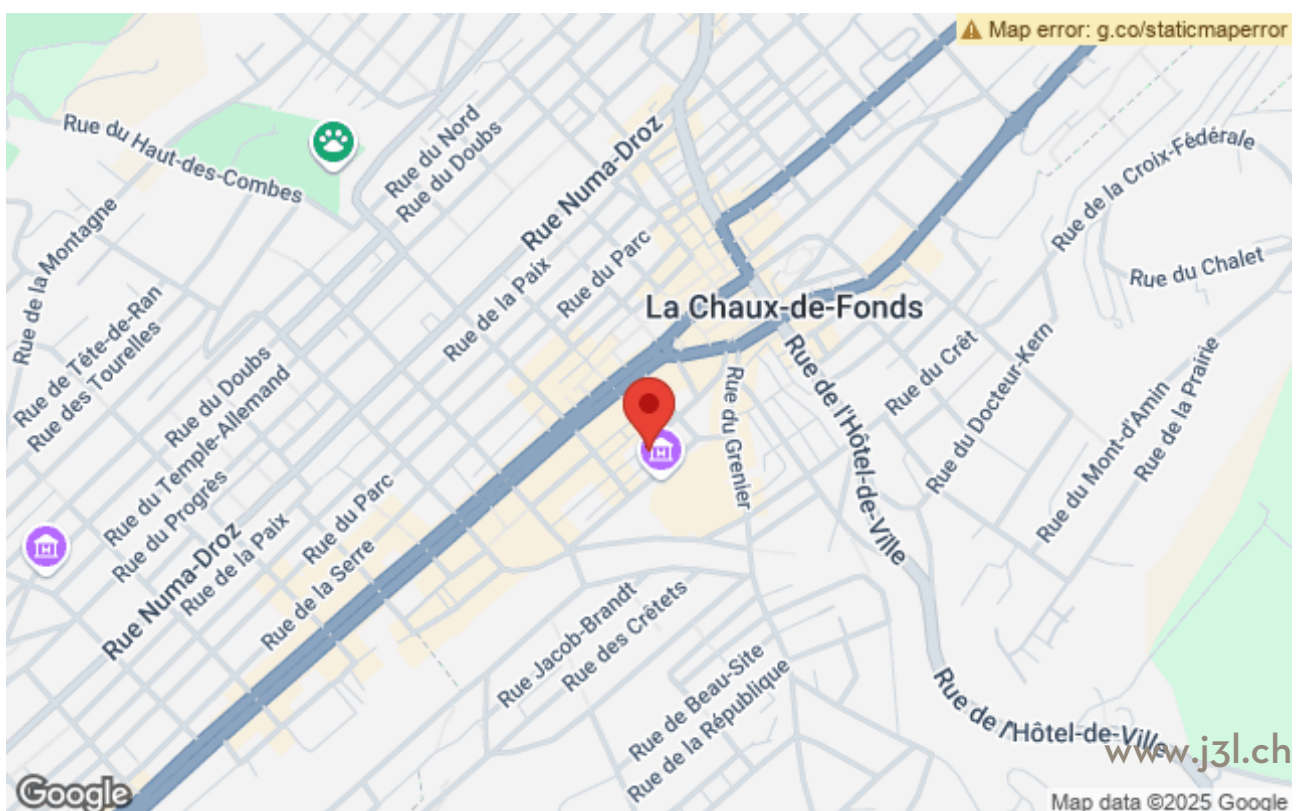 Map error: g.co/staticmaperror
Rue du Haut-des-Combes
Rue du Nord
Rue du Doubs
Rue Numa-Droz
Rue de la Croix-Fédérale
Rue de la Montagne
Rue du Parc
Rue de la Paix
Rue du Chalet
La Chaux-de-Fonds
Rue de Tête-de-Ran
Rue des Tourelles
Rue du Doubs
Rue du Temple-Allemand
Rue du Progrès
Rue Numa-Droz
Rue de la Paix
Rue du Parc
Rue de la Serre
Rue du Grenier
Rue de l'Hôtel-de-Ville
Rue du Crêt
Rue du Docteur-Kern
Rue du Mont-d'Amin
Rue de la Prairie
Rue Jacob-Brandt
Rue des Crêtets
Rue de Beau-Site
Rue de la République
Rue de l'Hôtel-de-Ville
www.j3l.ch
Google
Map data ©2025 Google